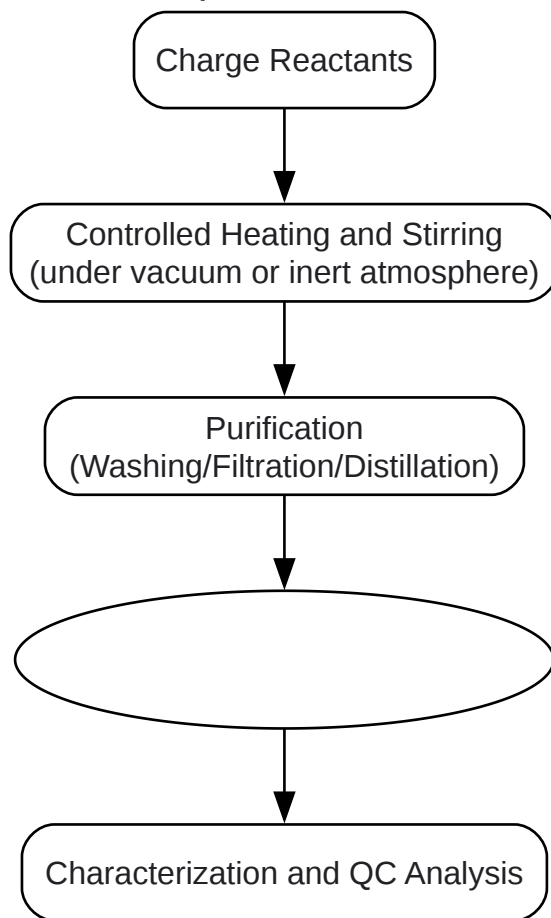 Charge Reactants
Controlled Heating and Stirring
(under vacuum or inert atmosphere)
Purification
(Washing/Filtration/Distillation)
Characterization and QC Analysis